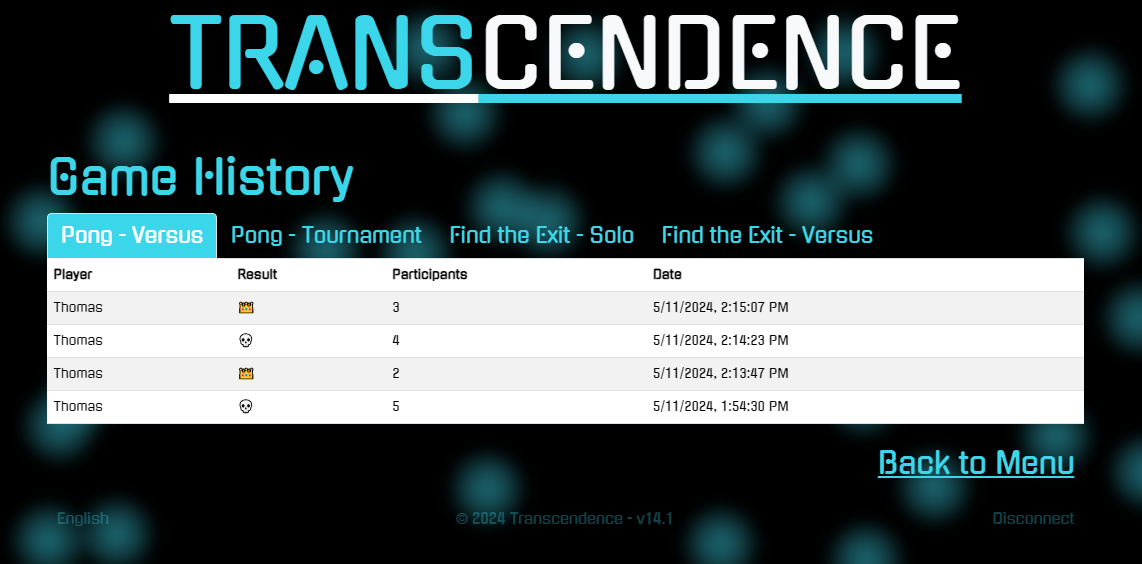 TRANSCENDENCE
Game History
Pong - Versus Pong - Tournament Find the Exit - Solo Find the Exit - Versus
Player Result Participants Date
Thomas 👑 3 5/11/2024, 2:15:07 PM
Thomas 💀 4 5/11/2024, 2:14:23 PM
Thomas 👑 2 5/11/2024, 2:13:47 PM
Thomas 💀 5 5/11/2024, 1:54:30 PM
Back to Menu
English © 2024 Transcendence - v14.1 Disconnect